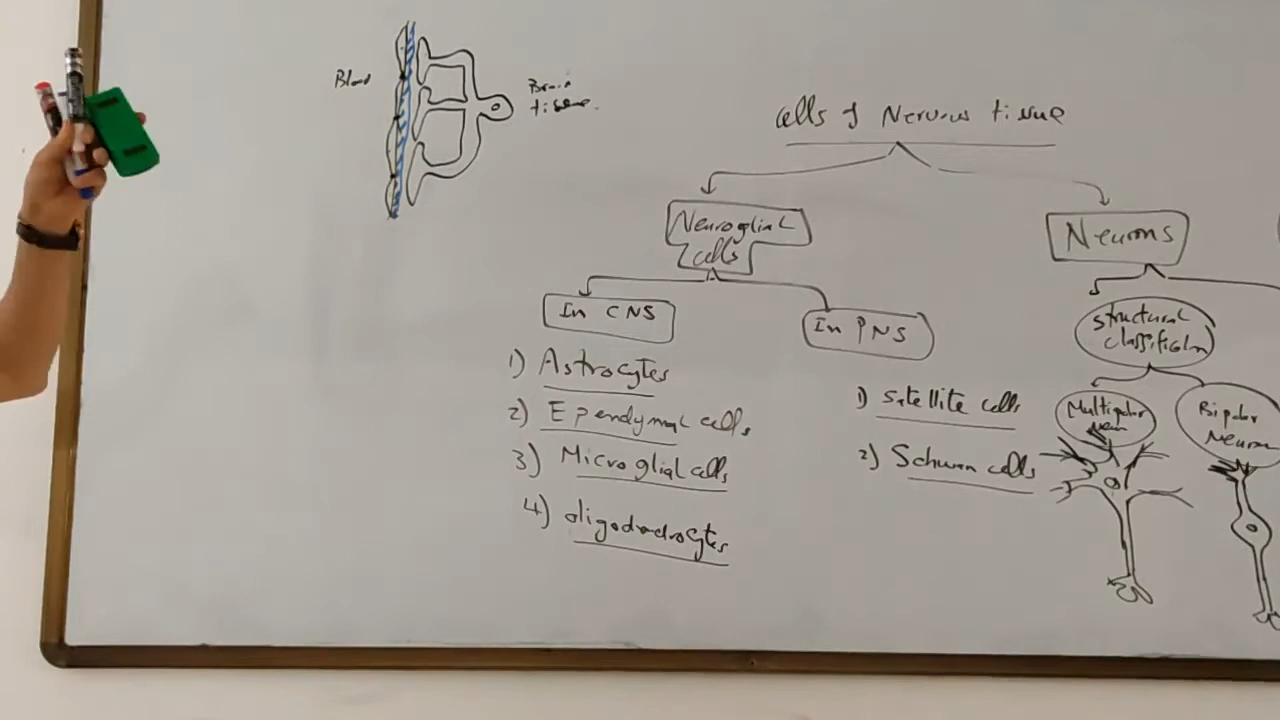 Blood
Brain
tissue.
Cells of Nervous tissue
Neuroglial
cells
Neurons
In CNS
In PNS
Structural
classification
1) Astrocytes
2) Ependymal cells
3) Microglial cells
4) oligodendrocytes
1) Satellite cells
2) Schwan cells
Multipolar
Bipolar
Neuron